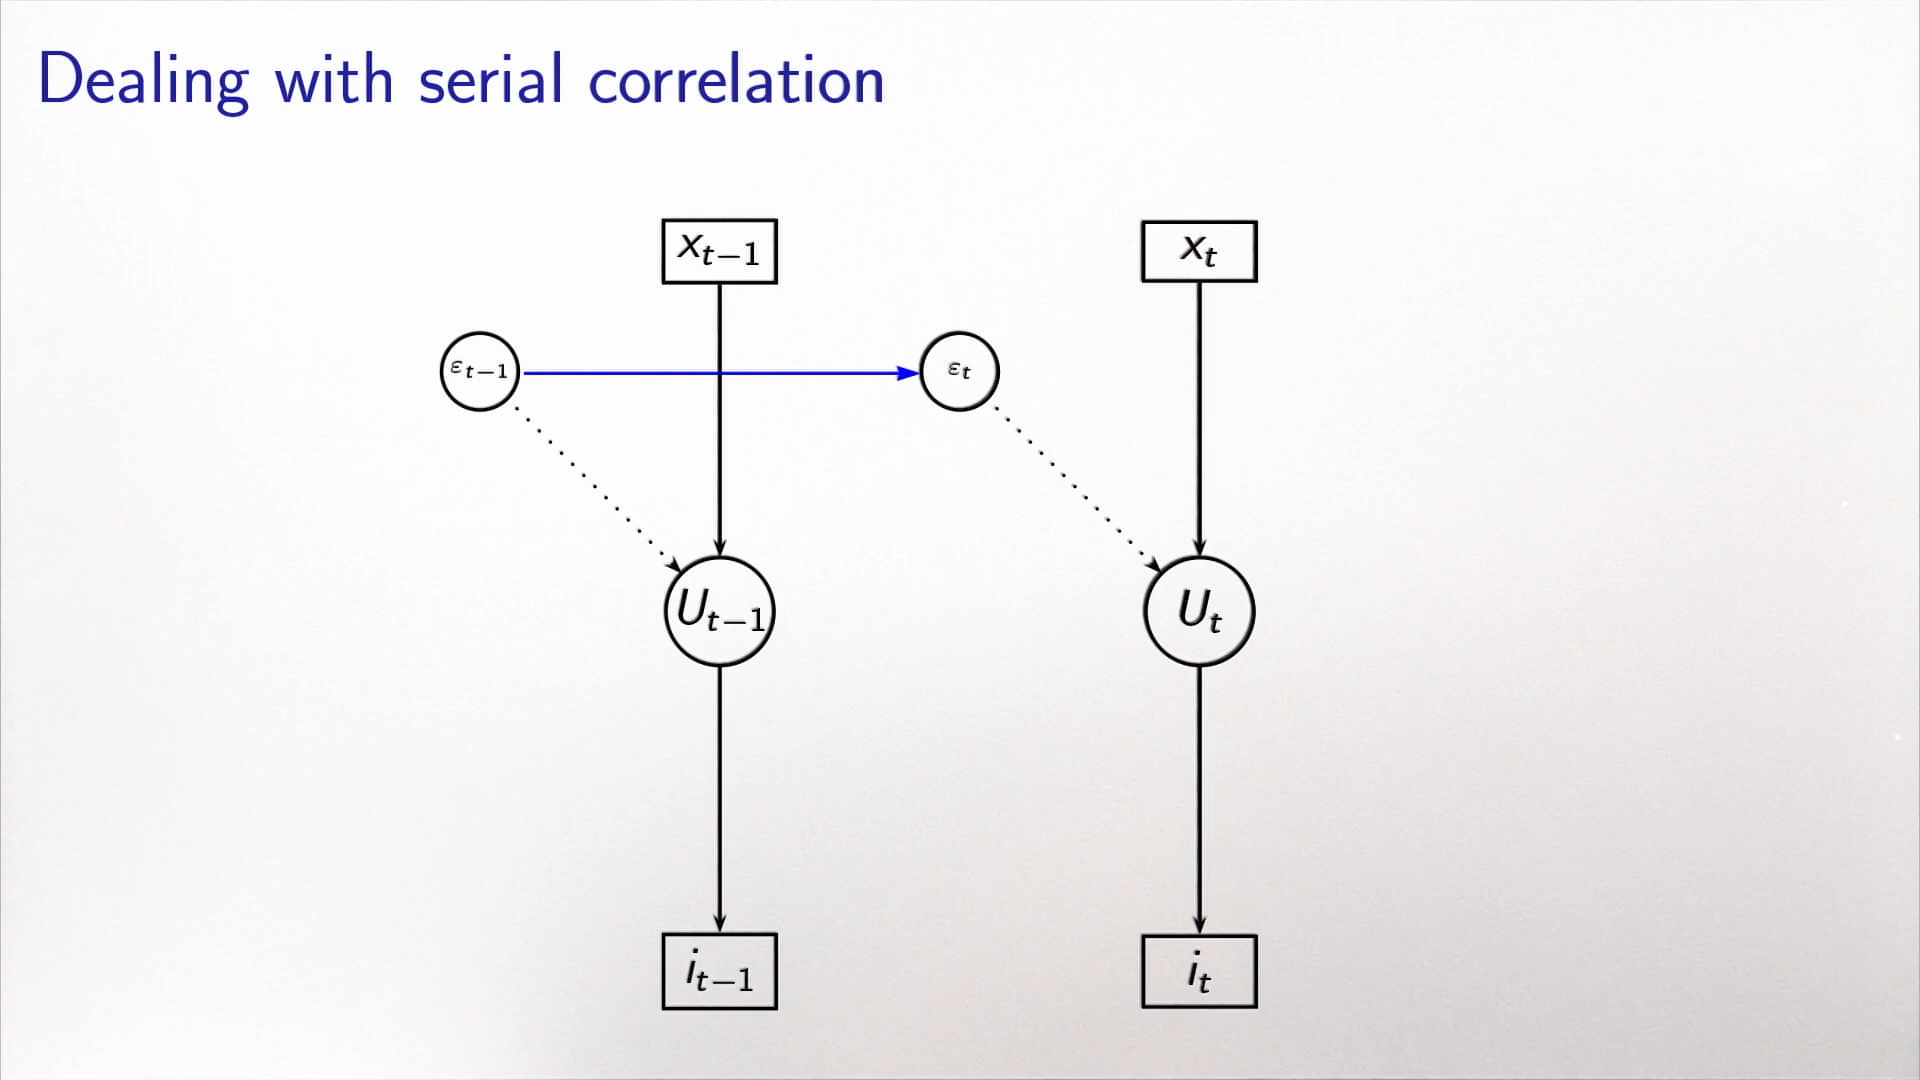 Dealing with serial correlation
x_{t−1} x_t
ε_{t−1} ε_t
U_{t−1} U_t
i_{t−1} i_t